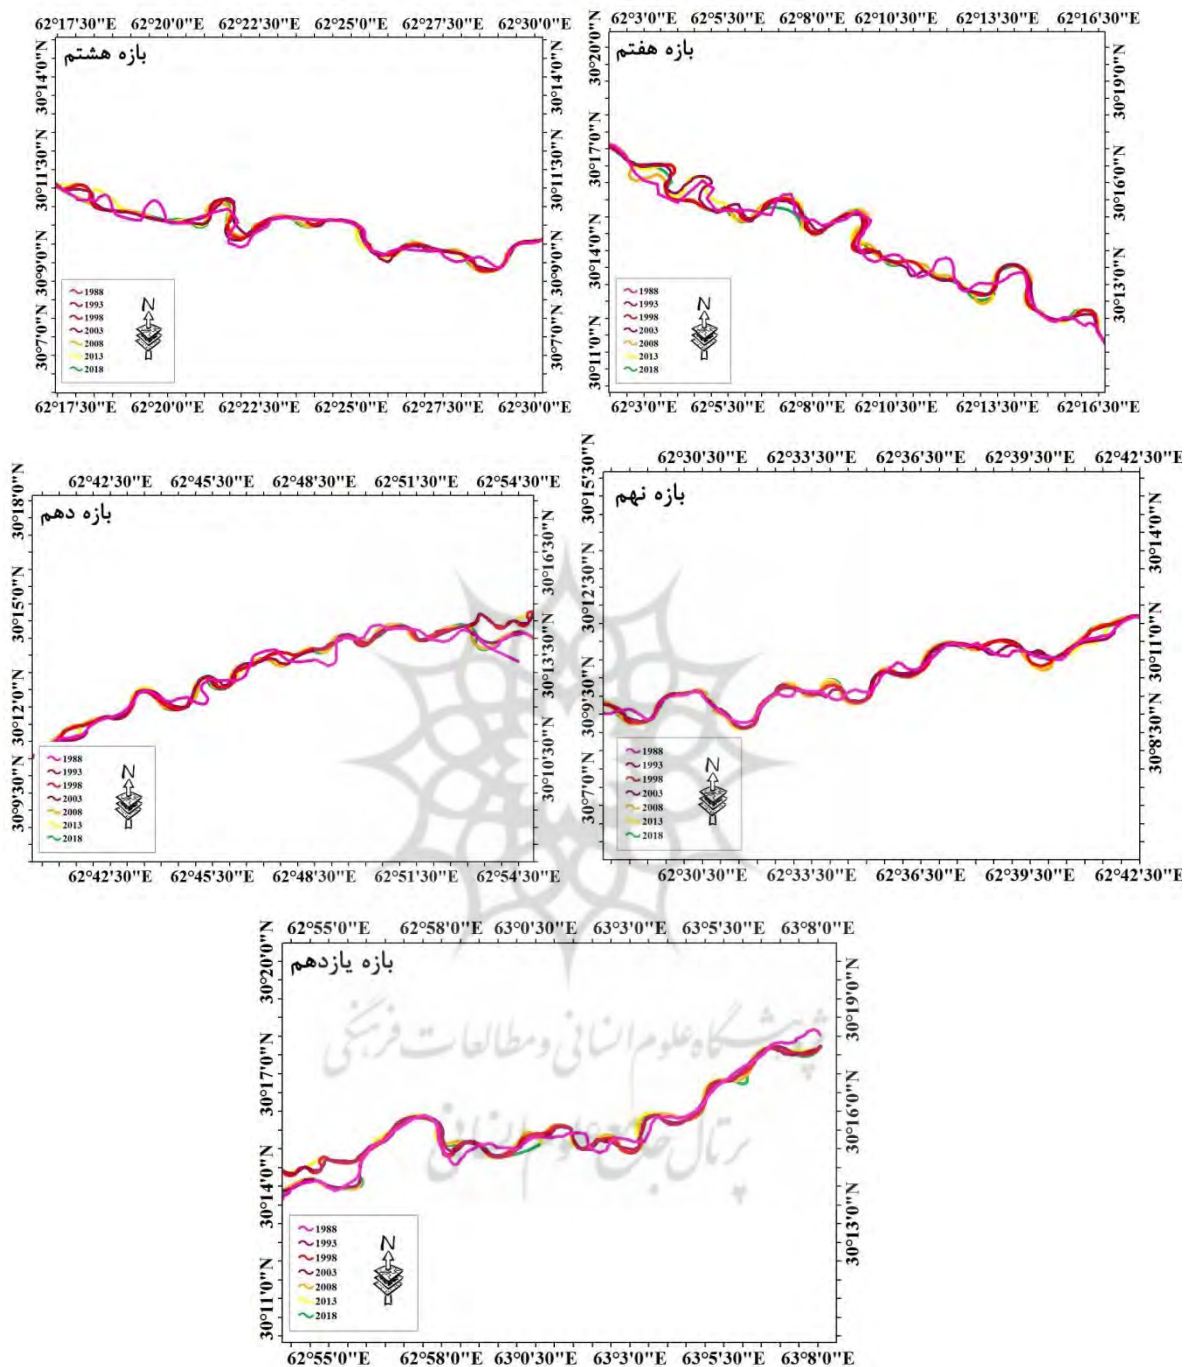 62°17'30"E 62°20'0"E 62°22'30"E 62°25'0"E 62°27'30"E 62°30'0"E
بازه هشتم
30°14'0"N
30°11'30"N
30°9'0"N
30°7'0"N
30°14'0"N
30°11'30"N
30°9'0"N
30°7'0"N
1988
1993
1998
2003
2008
2013
2018
N
62°17'30"E 62°20'0"E 62°22'30"E 62°25'0"E 62°27'30"E 62°30'0"E
62°3'0"E 62°5'30"E 62°8'0"E 62°10'30"E 62°13'30"E 62°16'30"E
بازه هفتم
30°20'0"N
30°17'0"N
30°14'0"N
30°11'0"N
30°19'0"N
30°16'0"N
30°13'0"N
1988
1993
1998
2003
2008
2013
2018
N
62°3'0"E 62°5'30"E 62°8'0"E 62°10'30"E 62°13'30"E 62°16'30"E
62°42'30"E 62°45'30"E 62°48'30"E 62°51'30"E 62°54'30"E
بازه دهم
30°18'0"N
30°15'0"N
30°12'0"N
30°9'30"N
30°16'30"N
30°13'30"N
30°10'30"N
1988
1993
1998
2003
2008
2013
2018
N
62°42'30"E 62°45'30"E 62°48'30"E 62°51'30"E 62°54'30"E
62°30'30"E 62°33'30"E 62°36'30"E 62°39'30"E 62°42'30"E
بازه نهم
30°15'30"N
30°12'30"N
30°9'30"N
30°7'0"N
30°14'0"N
30°11'0"N
30°8'30"N
1988
1993
1998
2003
2008
2013
2018
N
62°30'30"E 62°33'30"E 62°36'30"E 62°39'30"E 62°42'30"E
62°55'0"E 62°58'0"E 63°0'30"E 63°3'0"E 63°5'30"E 63°8'0"E
بازه یازدهم
30°20'0"N
30°17'0"N
30°14'0"N
30°11'0"N
30°19'0"N
30°16'0"N
30°13'0"N
پژوهشگاه علوم انسانی و مطالعات فرهنگی
پرتال جامع علوم انسانی
1988
1993
1998
2003
2008
2013
2018
N
62°55'0"E 62°58'0"E 63°0'30"E 63°3'0"E 63°5'30"E 63°8'0"E